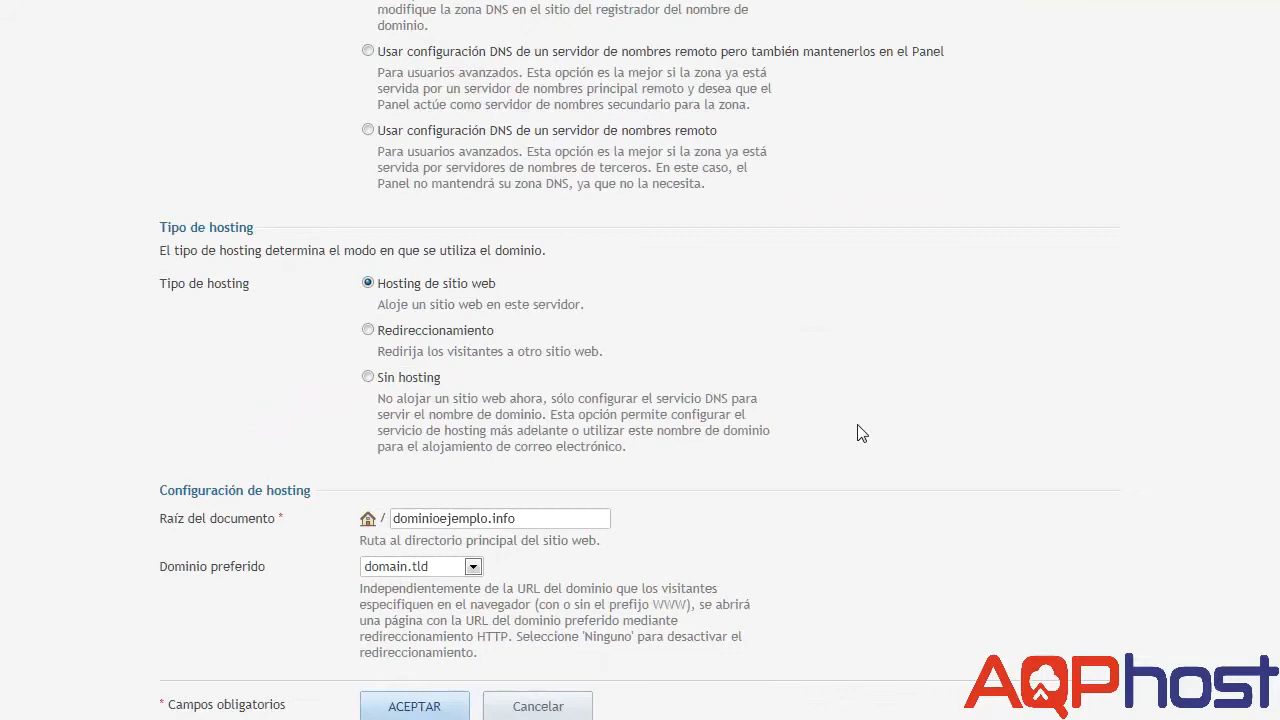 modifique la zona DNS en el sitio del registrador del nombre de
dominio.
Usar configuración DNS de un servidor de nombres remoto pero también mantenerlos en el Panel
Para usuarios avanzados. Esta opción es la mejor si la zona ya está
servida por un servidor de nombres principal remoto y desea que el
Panel actúe como servidor de nombres secundario para la zona.
Usar configuración DNS de un servidor de nombres remoto
Para usuarios avanzados. Esta opción es la mejor si la zona ya está
servida por servidores de nombres de terceros. En este caso, el
Panel no mantendrá su zona DNS, ya que no la necesita.
Tipo de hosting
El tipo de hosting determina el modo en que se utiliza el dominio.
Tipo de hosting
Hosting de sitio web
Aloje un sitio web en este servidor.
Redireccionamiento
Redirija los visitantes a otro sitio web.
Sin hosting
No alojar un sitio web ahora, sólo configurar el servicio DNS para
servir el nombre de dominio. Esta opción permite configurar el
servicio de hosting más adelante o utilizar este nombre de dominio
para el alojamiento de correo electrónico.
Configuración de hosting
Raíz del documento * / dominioejemplo.info
Ruta al directorio principal del sitio web.
Dominio preferido domain.tld
Independientemente de la URL del dominio que los visitantes
especifiquen en el navegador (con o sin el prefijo WWW), se abrirá
una página con la URL del dominio preferido mediante
redireccionamiento HTTP. Seleccione 'Ninguno' para desactivar el
redireccionamiento.
* Campos obligatorios ACEPTAR Cancelar
AQPhost